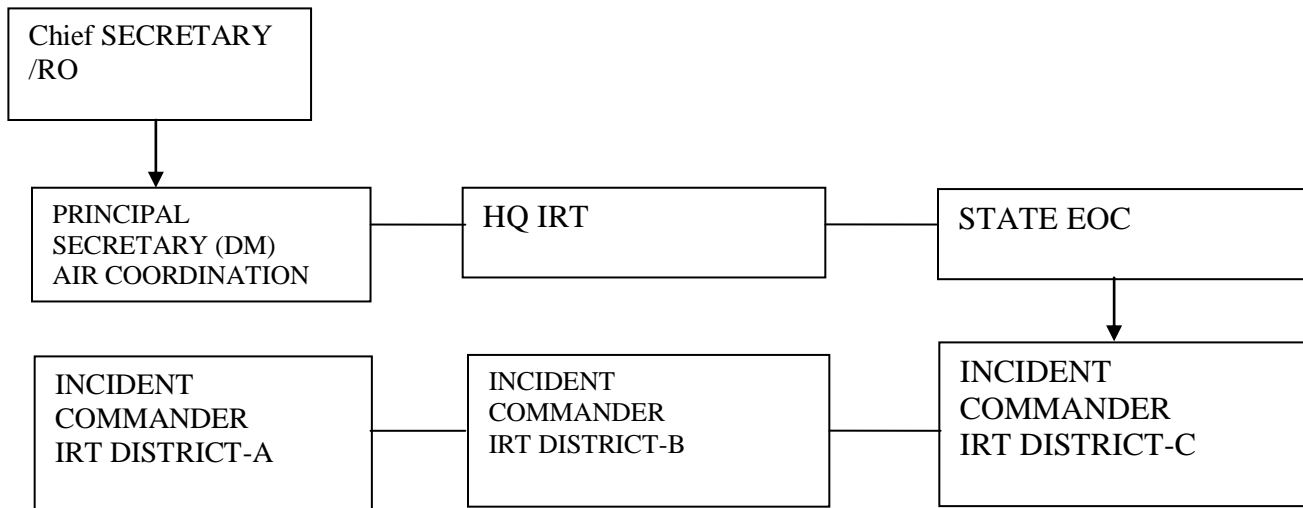 Chief SECRETARY
/RO
PRINCIPAL
SECRETARY (DM)
AIR COORDINATION
HQ IRT
STATE EOC
INCIDENT
COMMANDER
IRT DISTRICT-A
INCIDENT
COMMANDER
IRT DISTRICT-B
INCIDENT
COMMANDER
IRT DISTRICT-C